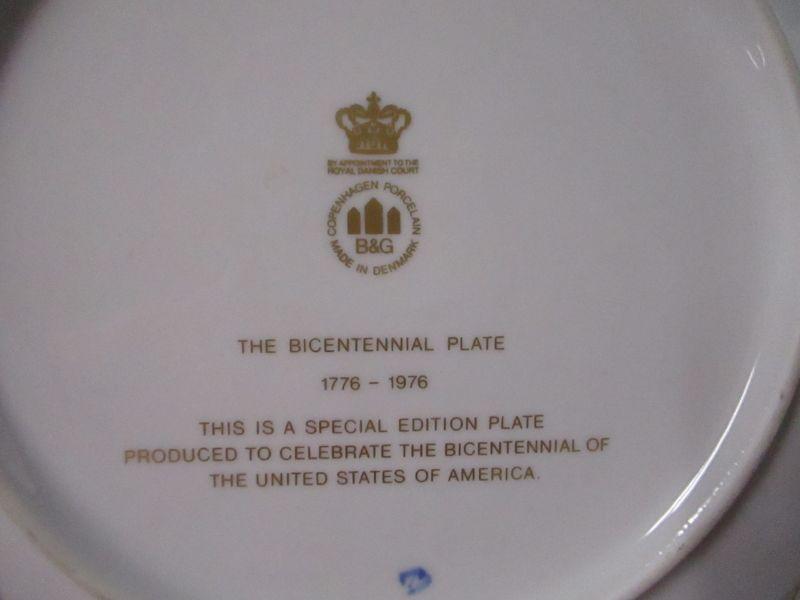 BY APPOINTMENT TO THE
ROYAL DANISH COURT
COPENHAGEN PORCELAIN
B&G
MADE IN DENMARK
THE BICENTENNIAL PLATE
1776 - 1976
THIS IS A SPECIAL EDITION PLATE
PRODUCED TO CELEBRATE THE BICENTENNIAL OF
THE UNITED STATES OF AMERICA.